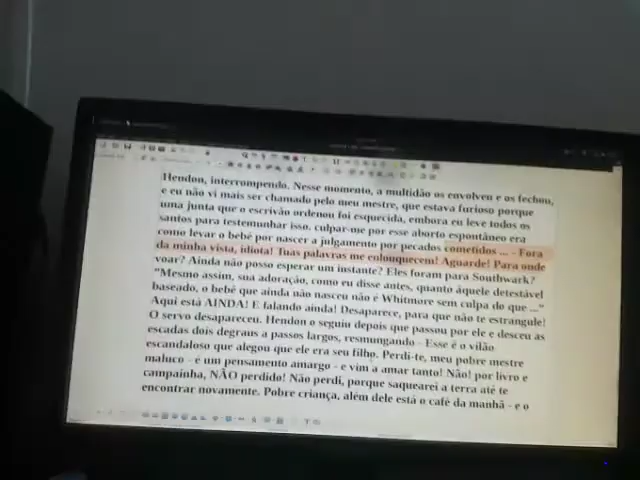 Hendon, interrompendo. Nesse momento, a multidão os envolveu e os fechou,
e eu não vi mais ser chamado pelo meu mestre, que estava furioso porque
uma junta que o escrivão ordenou foi esquecida, embora eu leve todos os
santos para testemunhar isso. culpar-me por esse aborto espontâneo era
como levar o bebê por nascer a julgamento por pecados cometidos ... - Fora
da minha vista, idiota! Tuas palavras me enlouquecem! Aguarde! Para onde
voar? Ainda não posso esperar um instante? Eles foram para Southwark?
"Mesmo assim, sua adoração, como eu disse antes, quanto àquele detestável
baseado, o bebê que ainda não nasceu não é Whitmore sem culpa do que ..."
Aqui está AINDA! E falando ainda! Desaparece, para que não te estrangule!
O servo desapareceu. Hendon o seguiu depois que passou por ele e desceu as
escadas dois degraus a passos largos, resmungando - Esse é o vilão
escandaloso que alegou que ele era seu filho. Perdi-te, meu pobre mestre
maluco - é um pensamento amargo - e vim a amar tanto! Não! por livro e
campainha, NÃO perdido! Não perdi, porque saquearei a terra até te
encontrar novamente. Pobre criança, além dele está o café da manhã - e o